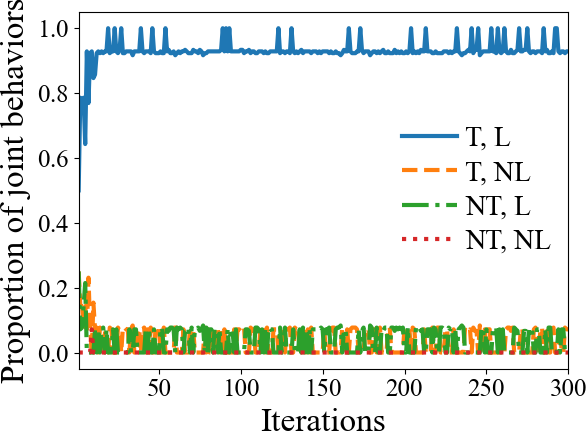 Proportion of joint behaviors
1.0
0.8
0.6
0.4
0.2
0.0
T, L
T, NL
NT, L
NT, NL
50
100
150
200
250
300
Iterations